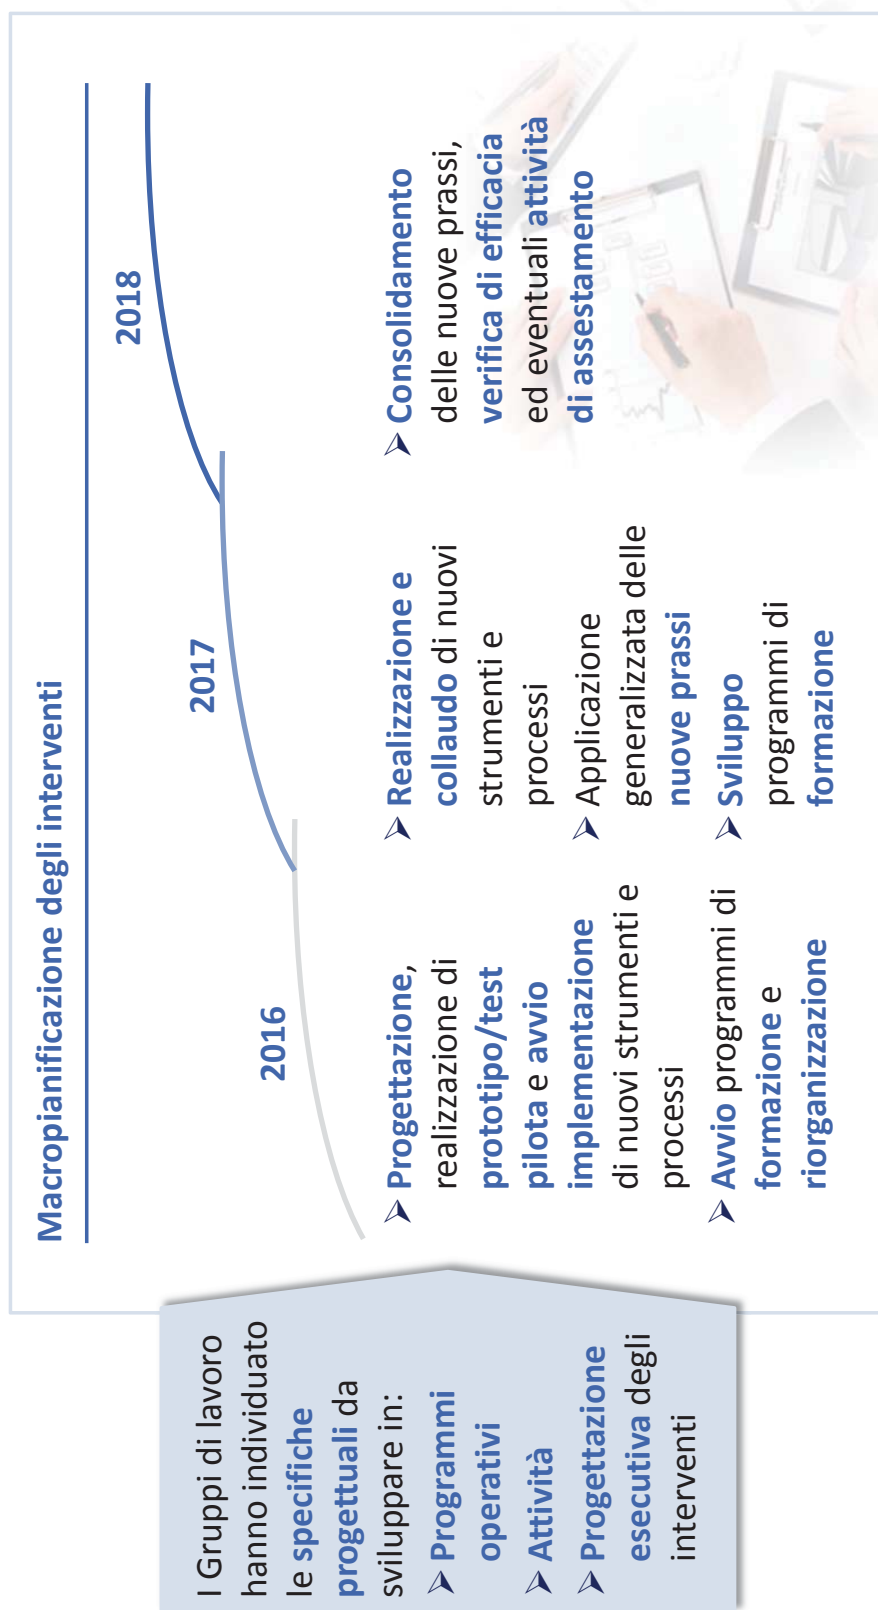 I Gruppi di lavoro
hanno individuato
le specifiche
progettuali da
sviluppare in:
➢ Programmi
operativi
➢ Attività
➢ Progettazione
esecutiva degli
interventi
Macropianificazione degli interventi
2016
➢ Progettazione,
realizzazione di
prototipo/test
pilota e avvio
implementazione
di nuovi strumenti e
processi
➢ Avvio programmi di
formazione e
riorganizzazione
2017
➢ Realizzazione e
collaudo di nuovi
strumenti e
processi
➢ Applicazione
generalizzata delle
nuove prassi
➢ Sviluppo
programmi di
formazione
2018
➢ Consolidamento
delle nuove prassi,
verifica di efficacia
ed eventuali attività
di assestamento